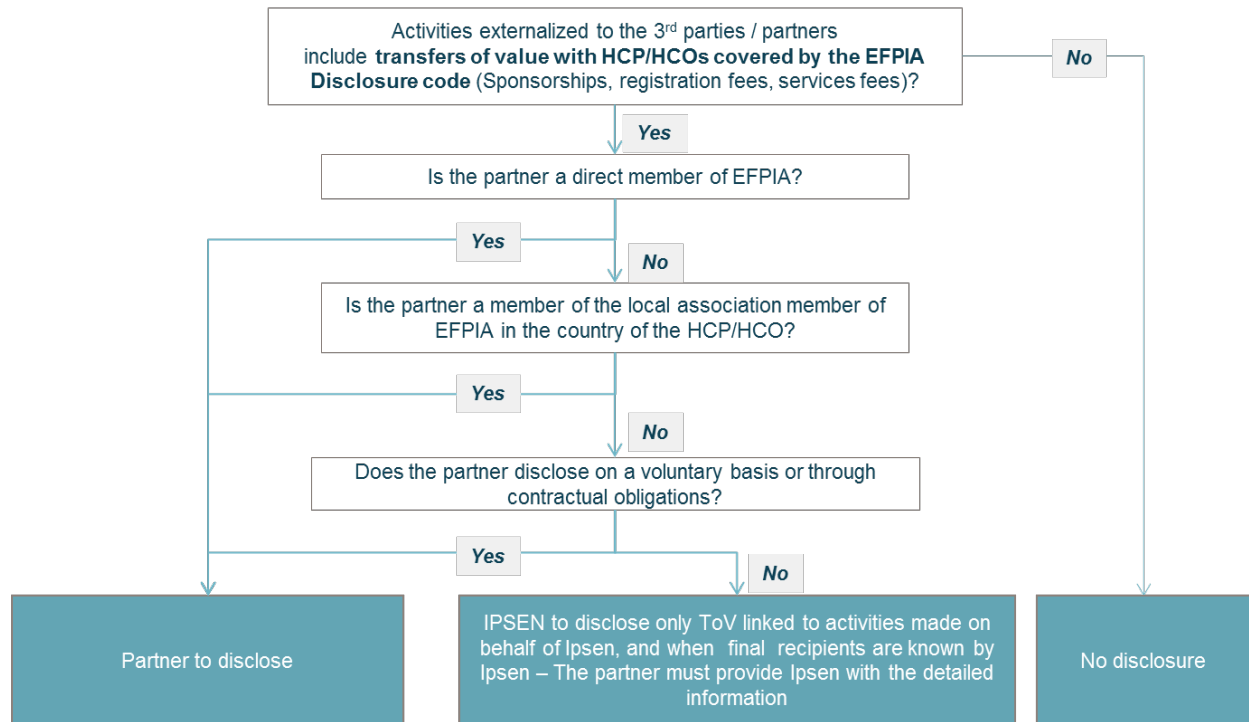 Activities externalized to the 3rd parties / partners
include transfers of value with HCP/HCOs covered by the EFPIA
Disclosure code (Sponsorships, registration fees, services fees)?
No
Yes
Is the partner a direct member of EFPIA?
Yes
No
Is the partner a member of the local association member of
EFPIA in the country of the HCP/HCO?
Yes
No
Does the partner disclose on a voluntary basis or through
contractual obligations?
Yes
No
Partner to disclose
IPSEN to disclose only ToV linked to activities made on
behalf of Ipsen, and when final recipients are known by
Ipsen – The partner must provide Ipsen with the detailed
information
No disclosure